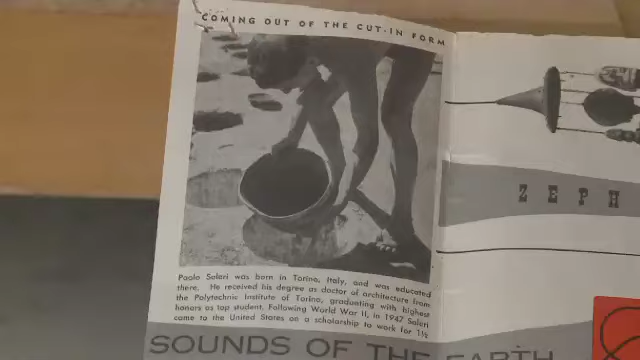 COMING OUT OF THE CUT-IN FORM
Paolo Soleri was born in Torino, Italy, and was educated
there. He received his degree as doctor of architecture from
the Polytechnic Institute of Torino, graduating with highest
honors as top student. Following World War II, in 1947 Soleri
came to the United States on a scholarship to work for 1½
ZEPH
SOUNDS OF THE EARTH